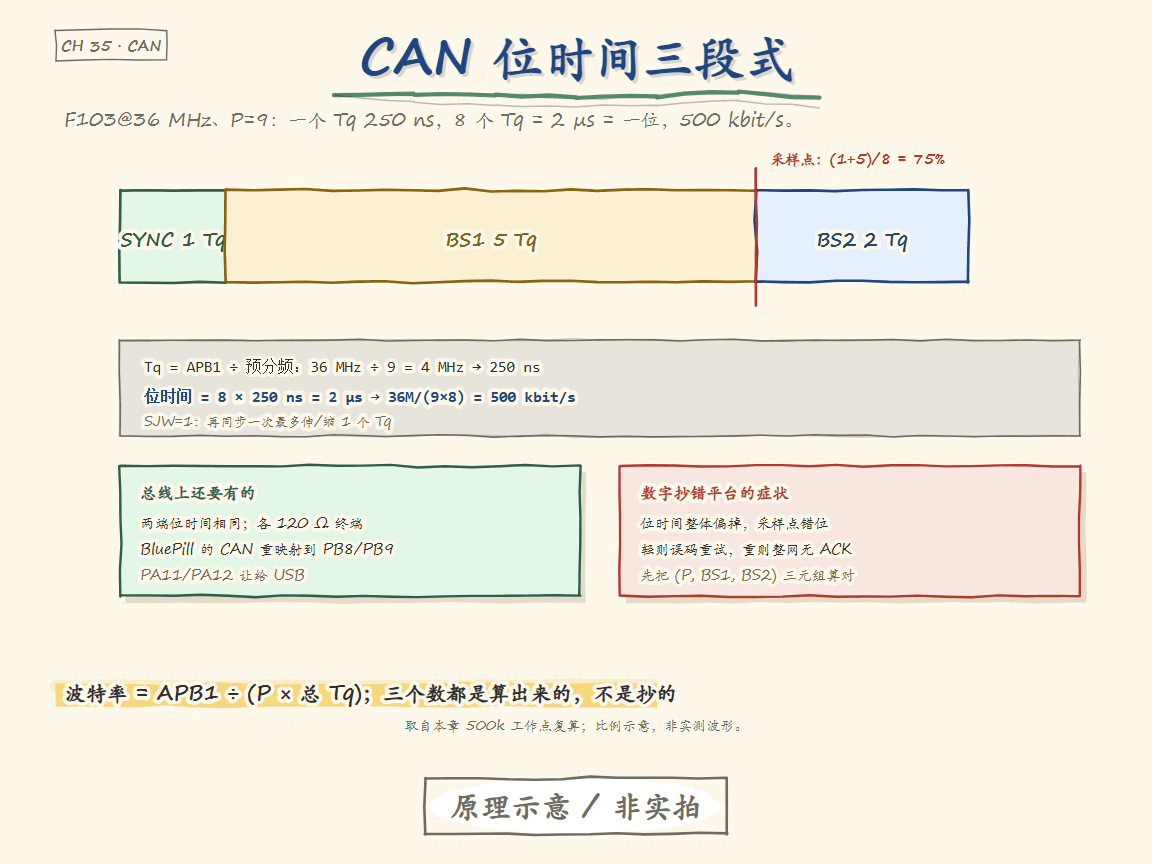 CH 35 · CAN
CAN 位时间三段式
F103@36 MHz、P=9：一个 Tq 250 ns，8 个 Tq = 2 μs = 一位，500 kbit/s。
采样点：(1+5)/8 = 75%
SYNC 1 Tq
BS1 5 Tq
BS2 2 Tq
Tq = APB1 ÷ 预分频：36 MHz ÷ 9 = 4 MHz → 250 ns
位时间 = 8 × 250 ns = 2 μs → 36M/(9×8) = 500 kbit/s
SJW=1：再同步一次最多伸/缩 1 个 Tq
总线上还要有的
两端位时间相同；各 120 Ω 终端
BluePill 的 CAN 重映射到 PB8/PB9
PA11/PA12 让给 USB
数字抄错平台的症状
位时间整体偏掉，采样点错位
轻则误码重试，重则整网无 ACK
先把 (P, BS1, BS2) 三元组算对
波特率 = APB1 ÷ (P × 总 Tq)；三个数都是算出来的，不是抄的
取自本章 500k 工作点复算；比例示意，非实测波形。
原理示意 / 非实拍